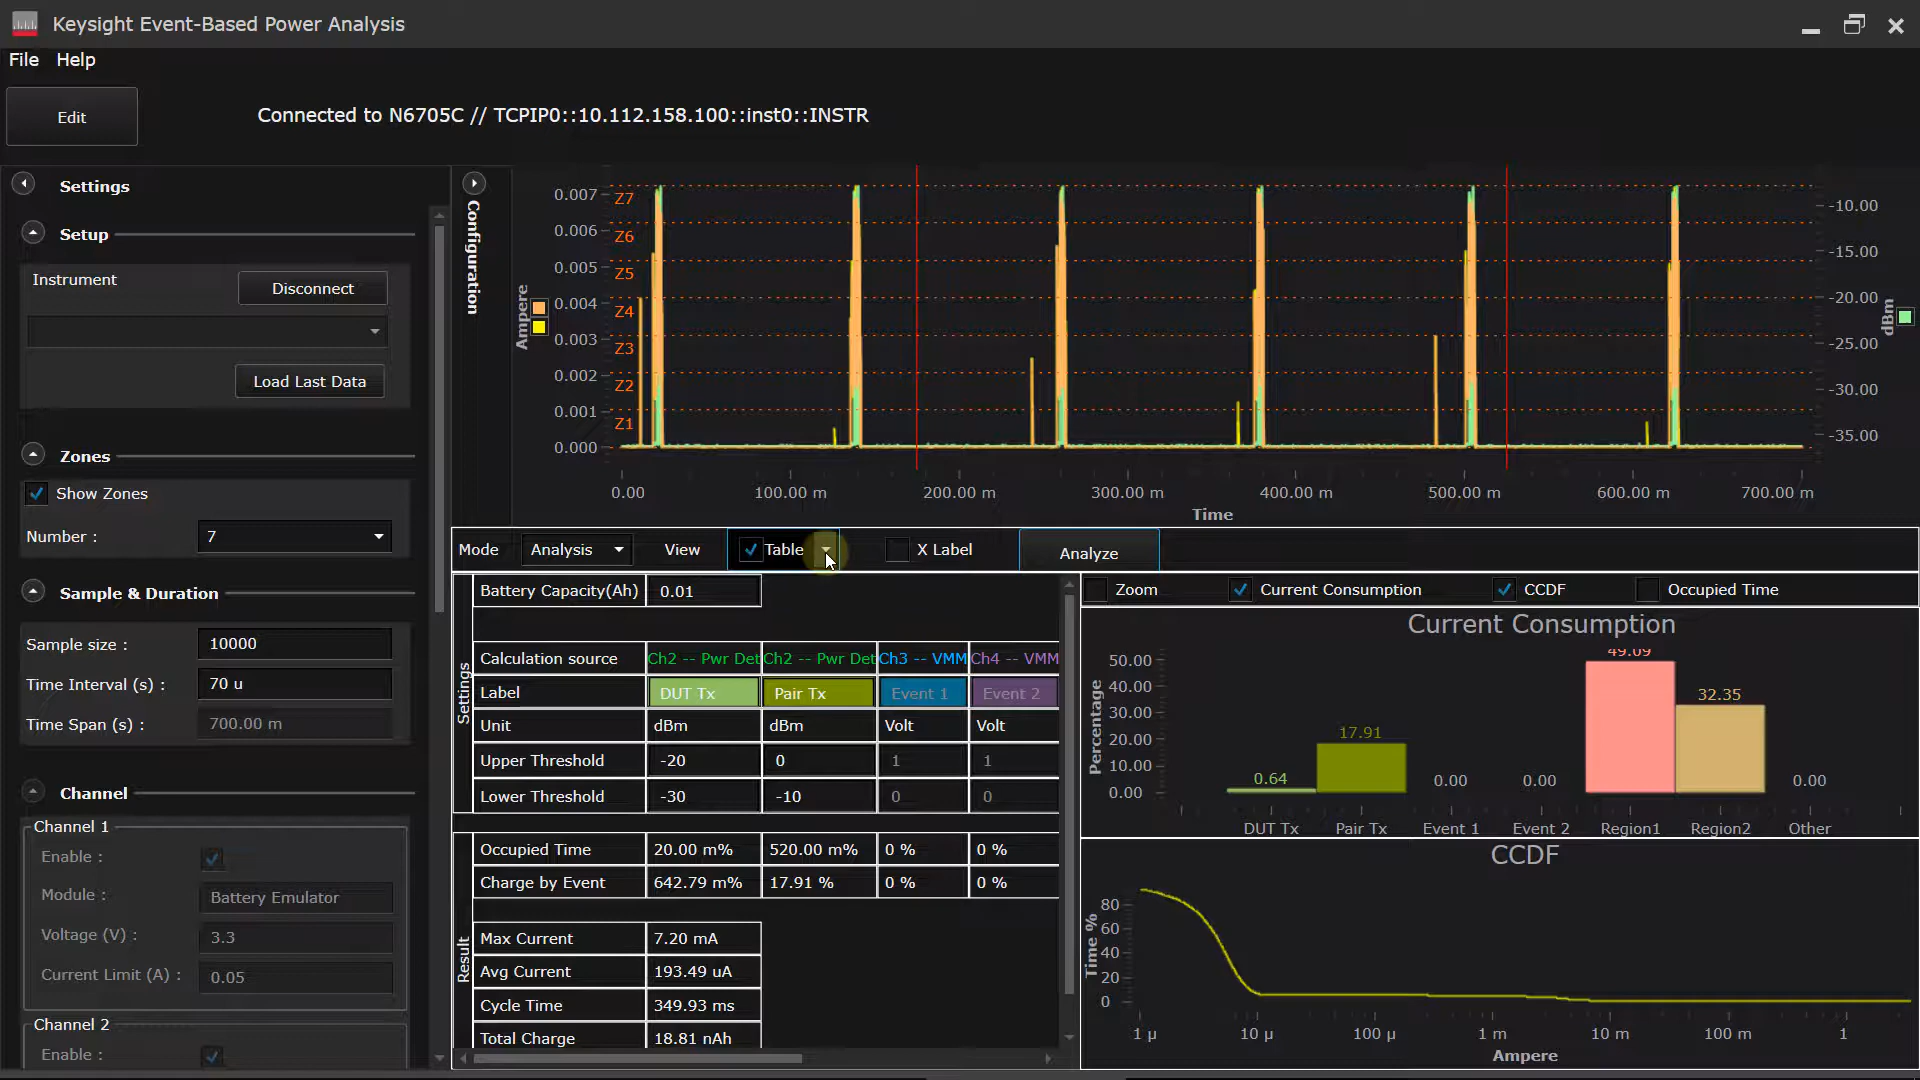 Keysight Event-Based Power Analysis
File Help
Edit
Connected to N6705C // TCPIP0::10.112.158.100::inst0::INSTR
Settings
Setup
Instrument
Disconnect
Load Last Data
Zones
Show Zones
Number :
7
Sample & Duration
Sample size :
10000
Time Interval (s) :
70 u
Time Span (s) :
700.00 m
Channel
Channel 1
Enable :
Module :
Battery Emulator
Voltage (V) :
3.3
Current Limit (A) :
0.05
Channel 2
Enable :
Configuration
Ampere
0.007
0.006
0.005
0.004
0.003
0.002
0.001
0.000
Z7
Z6
Z5
Z4
Z3
Z2
Z1
-10.00
-15.00
-20.00
-25.00
-30.00
-35.00
dBm
0.00 100.00 m 200.00 m 300.00 m 400.00 m 500.00 m 600.00 m 700.00 m
Time
Mode Analysis View Table X Label Analyze
Settings
Battery Capacity(Ah) 0.01
Calculation source Ch2 -- Pwr Det Ch2 -- Pwr Det Ch3 -- VMM Ch4 -- VMM
Label DUT Tx Pair Tx Event 1 Event 2
Unit dBm dBm Volt Volt
Upper Threshold -20 0 1 1
Lower Threshold -30 -10 0 0
Result
Occupied Time 20.00 m% 520.00 m% 0 % 0 %
Charge by Event 642.79 m% 17.91 % 0 % 0 %
Max Current 7.20 mA
Avg Current 193.49 uA
Cycle Time 349.93 ms
Total Charge 18.81 nAh
Zoom Current Consumption CCDF Occupied Time
Current Consumption
Percentage
50.00
40.00
30.00
20.00
10.00
0.00
0.64 17.91 0.00 0.00 49.09 32.35 0.00
DUT Tx Pair Tx Event 1 Event 2 Region1 Region2 Other
CCDF
Time %
80
60
40
20
0
1 µ 10 µ 100 µ 1 m 10 m 100 m 1
Ampere